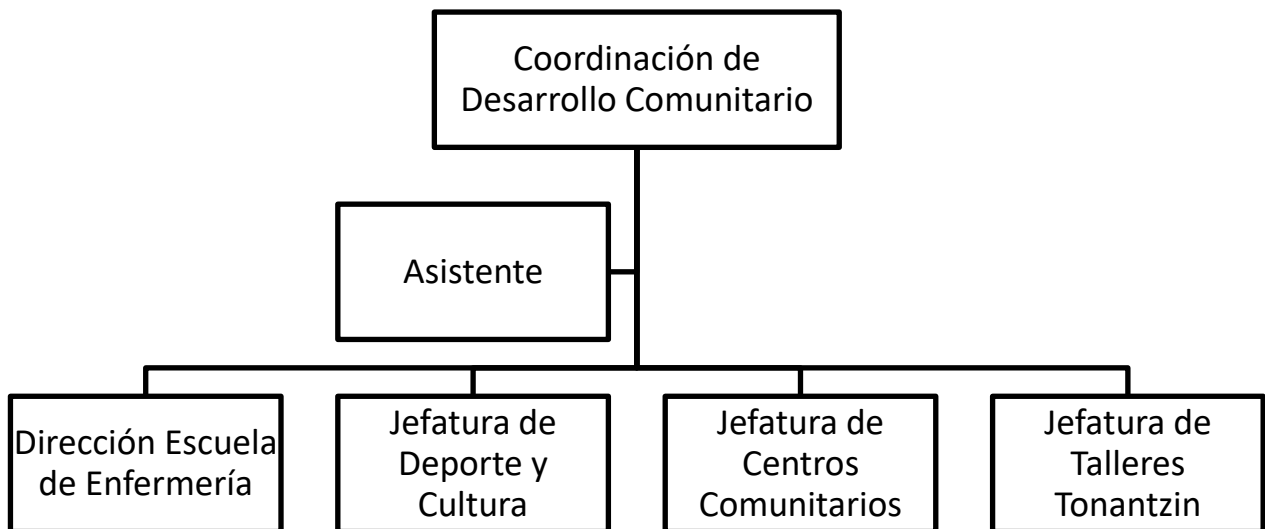 Coordinación de
Desarrollo Comunitario
Asistente
Dirección Escuela
de Enfermería
Jefatura de
Deporte y
Cultura
Jefatura de
Centros
Comunitarios
Jefatura de
Talleres
Tonantzin